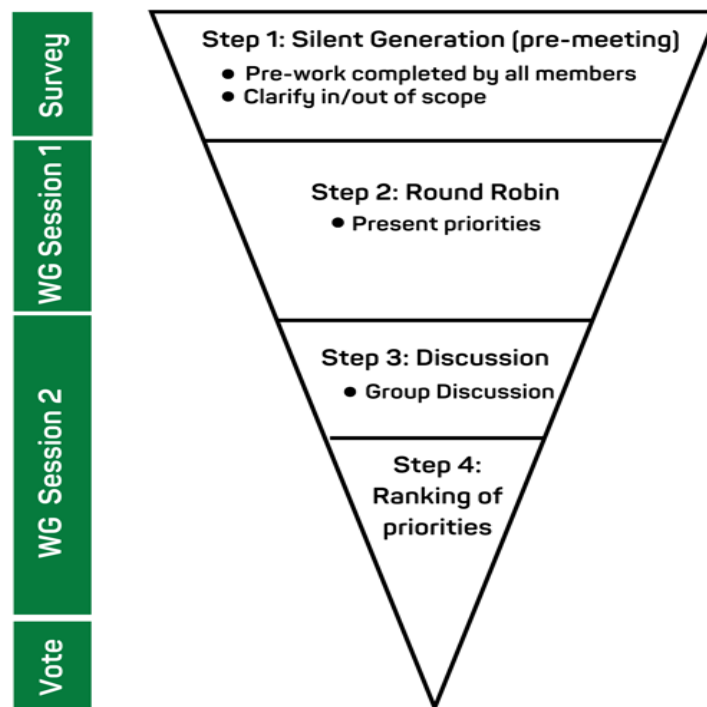 Survey
Step 1: Silent Generation (pre-meeting)
● Pre-work completed by all members
● Clarify in/out of scope
WG Session 1
Step 2: Round Robin
● Present priorities
WG Session 2
Step 3: Discussion
● Group Discussion
Step 4:
Ranking of
priorities
Vote